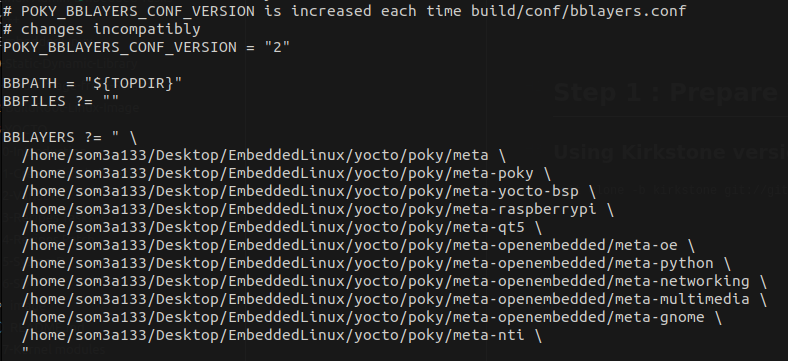 # POKY_BBLAYERS_CONF_VERSION is increased each time build/conf/bblayers.conf
# changes incompatibly
POKY_BBLAYERS_CONF_VERSION = "2"
BBPATH = "${TOPDIR}"
BBFILES ?= ""
BBLAYERS ?= " \
/home/som3a133/Desktop/EmbeddedLinux/yocto/poky/meta \
/home/som3a133/Desktop/EmbeddedLinux/yocto/poky/meta-poky \
/home/som3a133/Desktop/EmbeddedLinux/yocto/poky/meta-yocto-bsp \
/home/som3a133/Desktop/EmbeddedLinux/yocto/poky/meta-raspberrypi \
/home/som3a133/Desktop/EmbeddedLinux/yocto/poky/meta-qt5 \
/home/som3a133/Desktop/EmbeddedLinux/yocto/poky/meta-openembedded/meta-oe \
/home/som3a133/Desktop/EmbeddedLinux/yocto/poky/meta-openembedded/meta-python \
/home/som3a133/Desktop/EmbeddedLinux/yocto/poky/meta-openembedded/meta-networking \
/home/som3a133/Desktop/EmbeddedLinux/yocto/poky/meta-openembedded/meta-multimedia \
/home/som3a133/Desktop/EmbeddedLinux/yocto/poky/meta-openembedded/meta-gnome \
/home/som3a133/Desktop/EmbeddedLinux/yocto/poky/meta-nti \
"
Step 1 : Prepare
Using Kirkstone versi